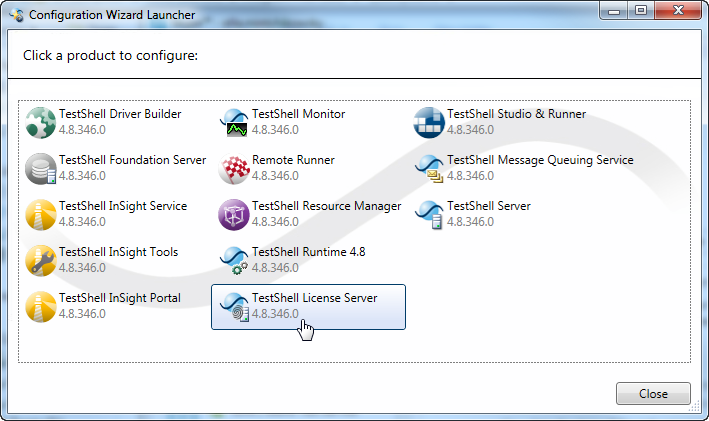 Configuration Wizard Launcher
Click a product to configure:
TestShell Driver Builder
4.8.346.0
TestShell Foundation Server
4.8.346.0
TestShell InSight Service
4.8.346.0
TestShell InSight Tools
4.8.346.0
TestShell InSight Portal
4.8.346.0
TestShell Monitor
4.8.346.0
Remote Runner
4.8.346.0
TestShell Resource Manager
4.8.346.0
TestShell Runtime 4.8
4.8.346.0
TestShell License Server
4.8.346.0
TestShell Studio & Runner
4.8.346.0
TestShell Message Queuing Service
4.8.346.0
TestShell Server
4.8.346.0
Close